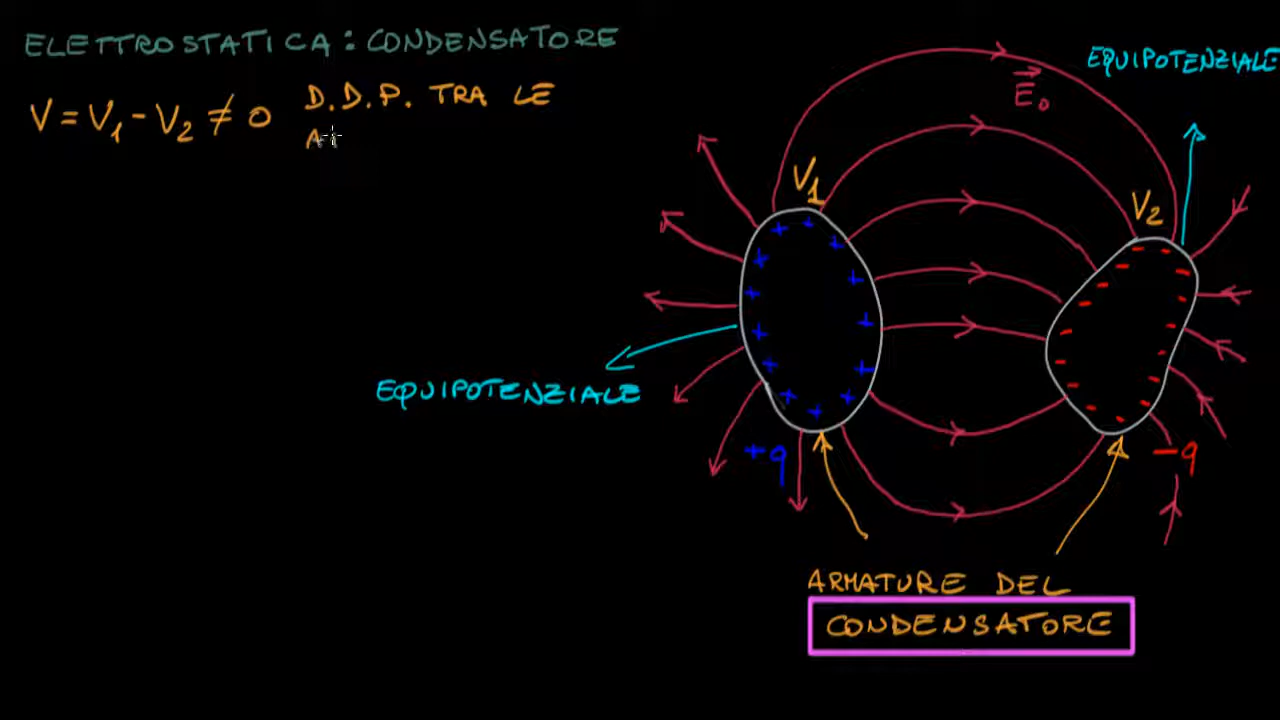 ELETTROSTATICA: CONDENSATORE
V = V₁ - V₂ ≠ 0 D.D.P. TRA LE
EQUIPOTENZIALE
E₀
V₁
V₂
EQUIPOTENZIALE
+q
-q
ARMATURE DEL
CONDENSATORE